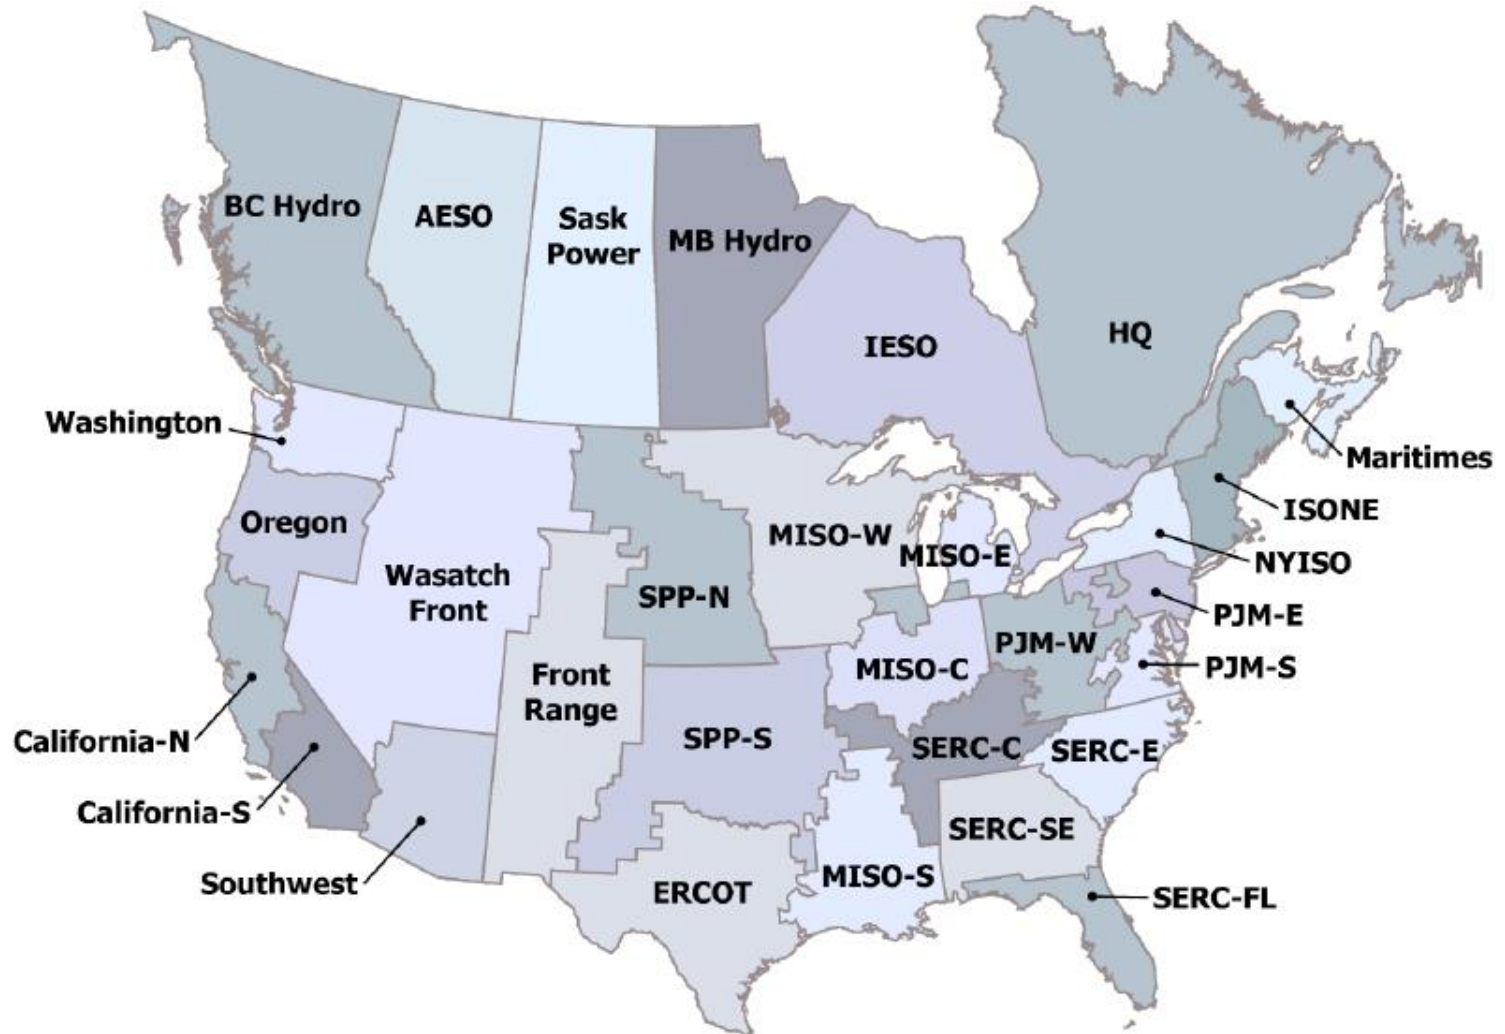 BC Hydro
AESO
Sask
Power
MB Hydro
IESO
HQ
Washington
Maritimes
Oregon
ISONE
MISO-W
MISO-E
NYISO
Wasatch
Front
SPP-N
PJM-E
PJM-W
PJM-S
MISO-C
Front
Range
California-N
SPP-S
SERC-C
SERC-E
California-S
SERC-SE
Southwest
ERCOT
MISO-S
SERC-FL